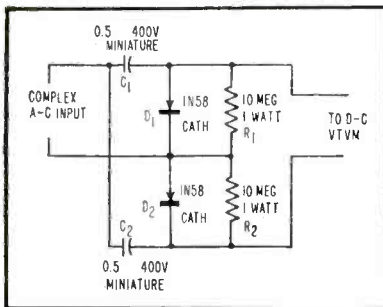 0.5 400V
MINIATURE
C1
COMPLEX
A-C INPUT
IN58
D1
CATH
10 MEG
1 WATT
R1
TO D-C
VTVM
IN58
D2
CATH
10 MEG
1 WATT
R2
C2
0.5 400V
MINIATURE